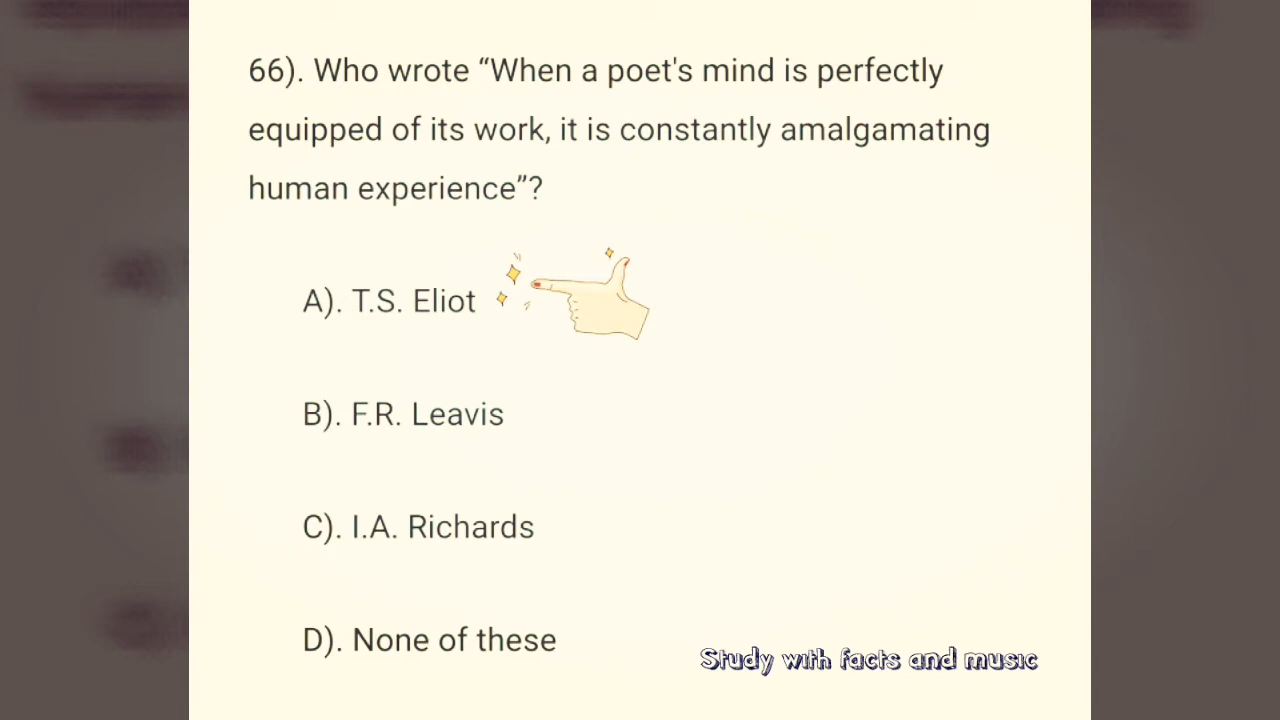 66). Who wrote “When a poet's mind is perfectly
equipped of its work, it is constantly amalgamating
human experience”?
A). T.S. Eliot
B). F.R. Leavis
C). I.A. Richards
D). None of these
Study with facts and music